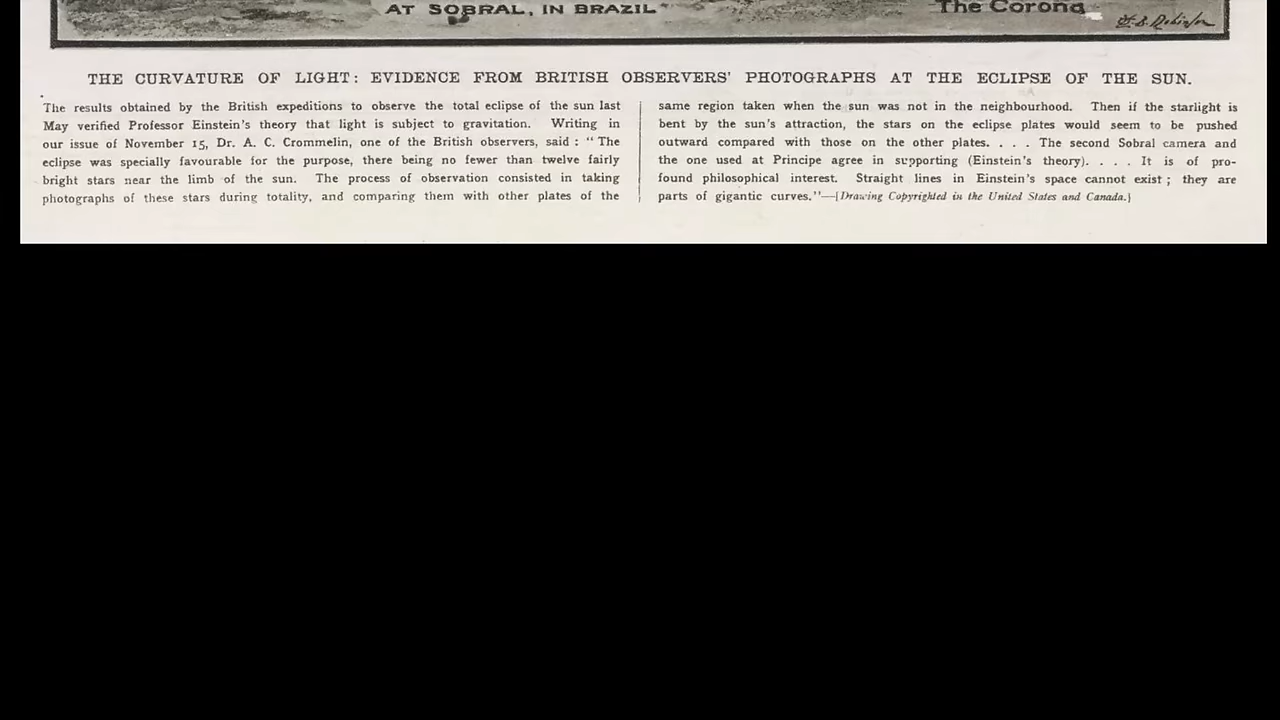 AT SOBRAL, IN BRAZIL
The Corona
THE CURVATURE OF LIGHT: EVIDENCE FROM BRITISH OBSERVERS' PHOTOGRAPHS AT THE ECLIPSE OF THE SUN.
The results obtained by the British expeditions to observe the total eclipse of the sun last
May verified Professor Einstein's theory that light is subject to gravitation. Writing in
our issue of November 15, Dr. A. C. Crommelin, one of the British observers, said: "The
eclipse was specially favourable for the purpose, there being no fewer than twelve fairly
bright stars near the limb of the sun. The process of observation consisted in taking
photographs of these stars during totality, and comparing them with other plates of the
same region taken when the sun was not in the neighbourhood. Then if the starlight is
bent by the sun's attraction, the stars on the eclipse plates would seem to be pushed
outward compared with those on the other plates. . . . The second Sobral camera and
the one used at Principe agree in supporting (Einstein's theory). . . . It is of pro-
found philosophical interest. Straight lines in Einstein's space cannot exist; they are
parts of gigantic curves."—[Drawing Copyrighted in the United States and Canada.]